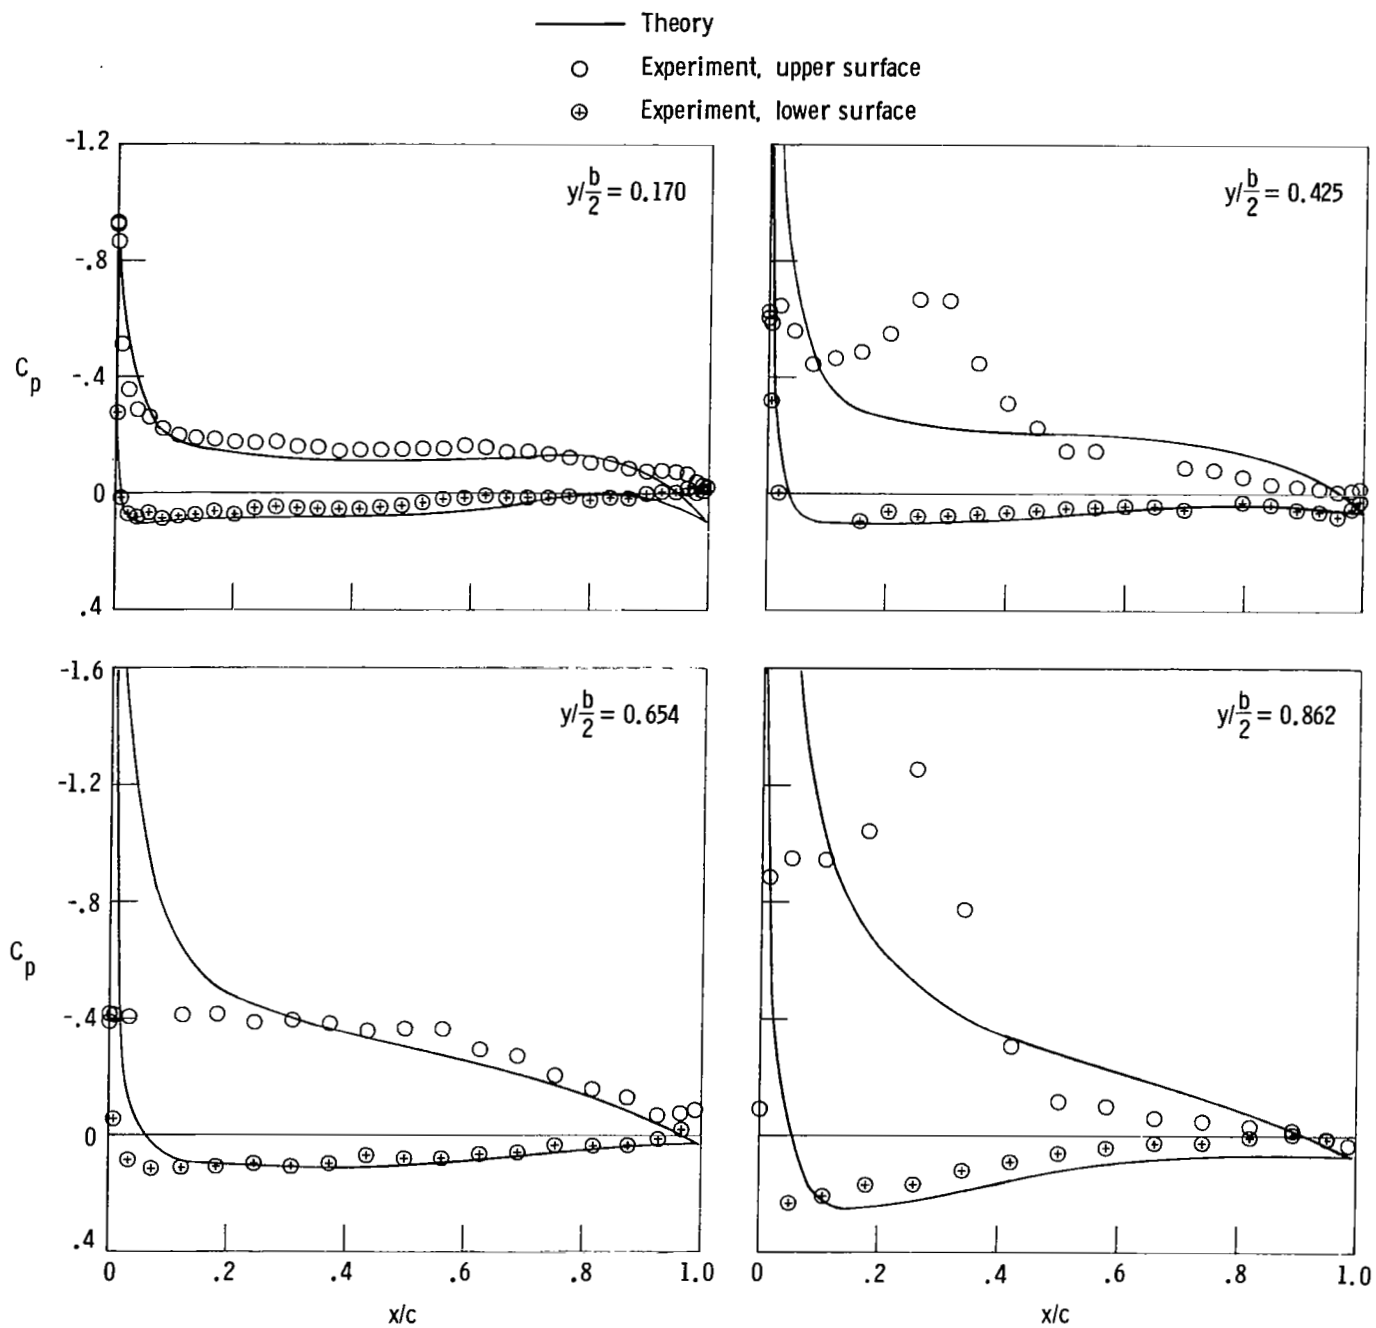 Theory
Experiment, upper surface
Experiment, lower surface
-1.2
-.8
-.4
0
.4
C_p
y/b/2 = 0.170
y/b/2 = 0.425
-1.6
-1.2
-.8
-.4
0
.4
C_p
y/b/2 = 0.654
y/b/2 = 0.862
0 .2 .4 .6 .8 1.0
x/c
0 .2 .4 .6 .8 1.0
x/c